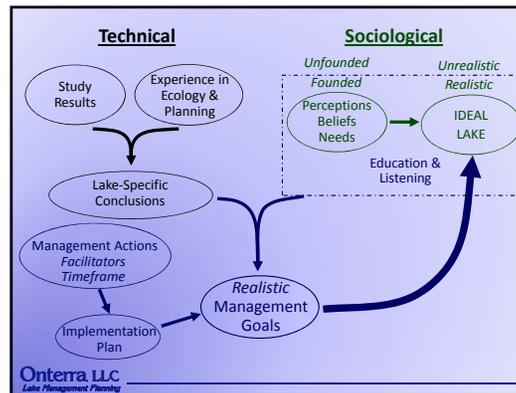 Technical
Sociological
Study
Results
Experience in
Ecology &
Planning
Unfounded
Founded
Perceptions
Beliefs
Needs
Unrealistic
Realistic
IDEAL
LAKE
Education &
Listening
Lake-Specific
Conclusions
Management Actions
Facilitators
Timeframe
Implementation
Plan
Realistic
Management
Goals
Onterra LLC
Lake Management Planning